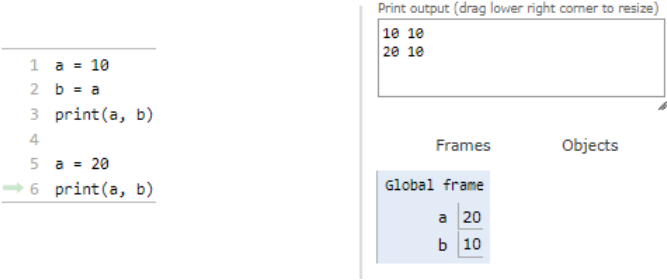 1 a = 10
2 b = a
3 print(a, b)
4
5 a = 20
6 print(a, b)
Print output (drag lower right corner to resize)
10 10
20 10
Frames Objects
Global frame
a 20
b 10